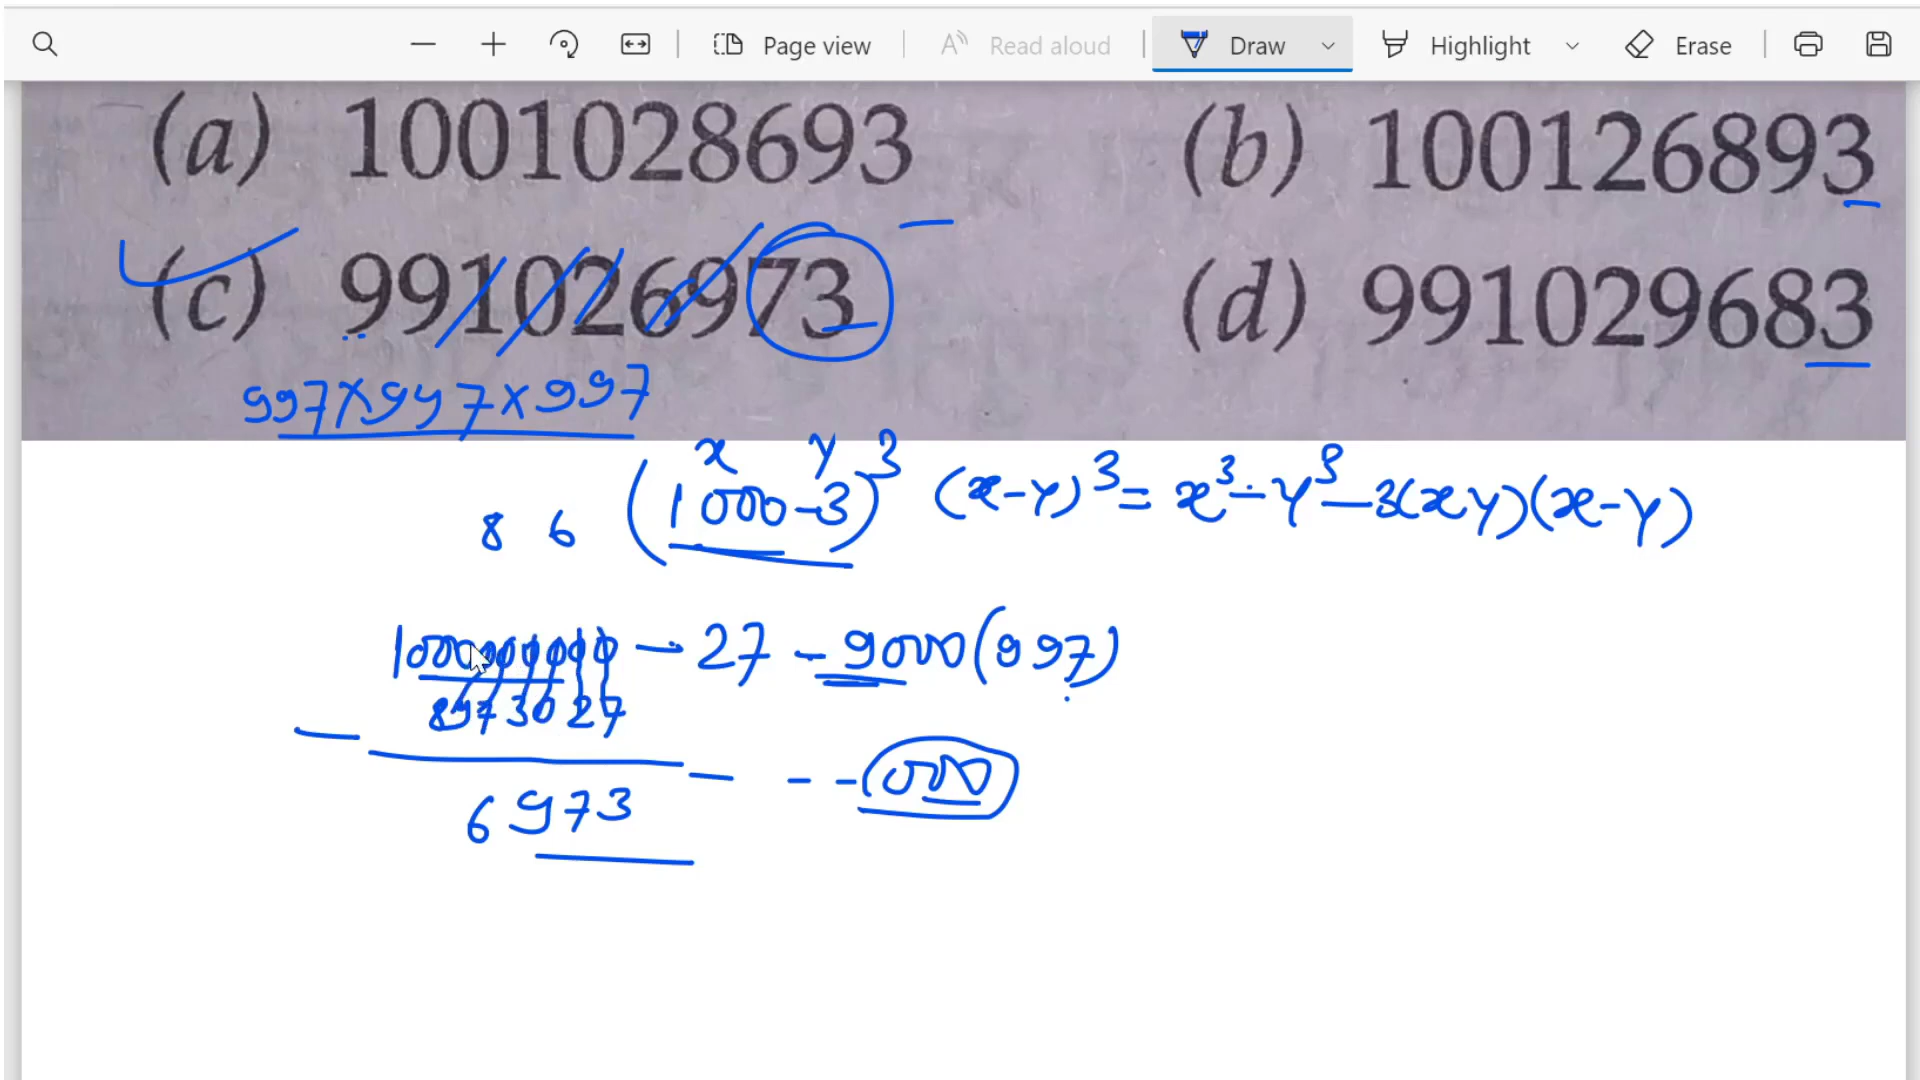 Page view Read aloud Draw Highlight Erase
(a) 1001028693 (b) 100126893
(c) 991026973 (d) 991029683
997×997×997
x y
8 6 (1000-3)³ (x-y)³ = x³-y³-3(xy)(x-y)
1000000000 - 27 - 9000(997)
8973027
- - - - 000
6973